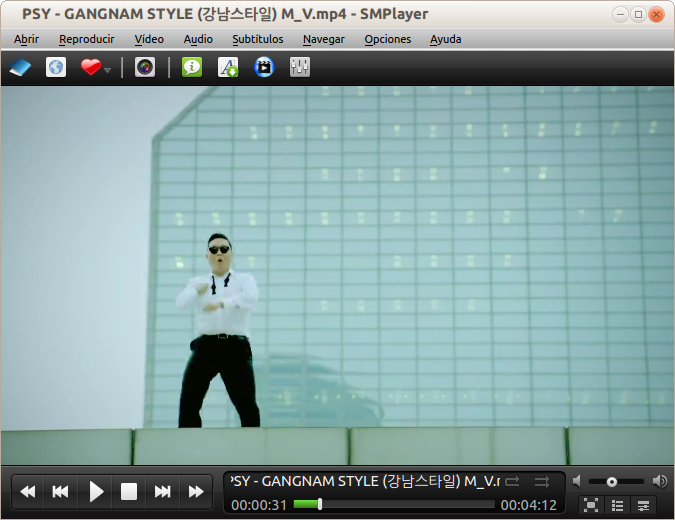 PSY - GANGNAM STYLE (강남스타일) M_V.mp4 - SMPlayer
Abrir Reproducir Vídeo Audio Subtítulos Navegar Opciones Ayuda
PSY - GANGNAM STYLE (강남스타일) M_V.
00:00:31 00:04:12